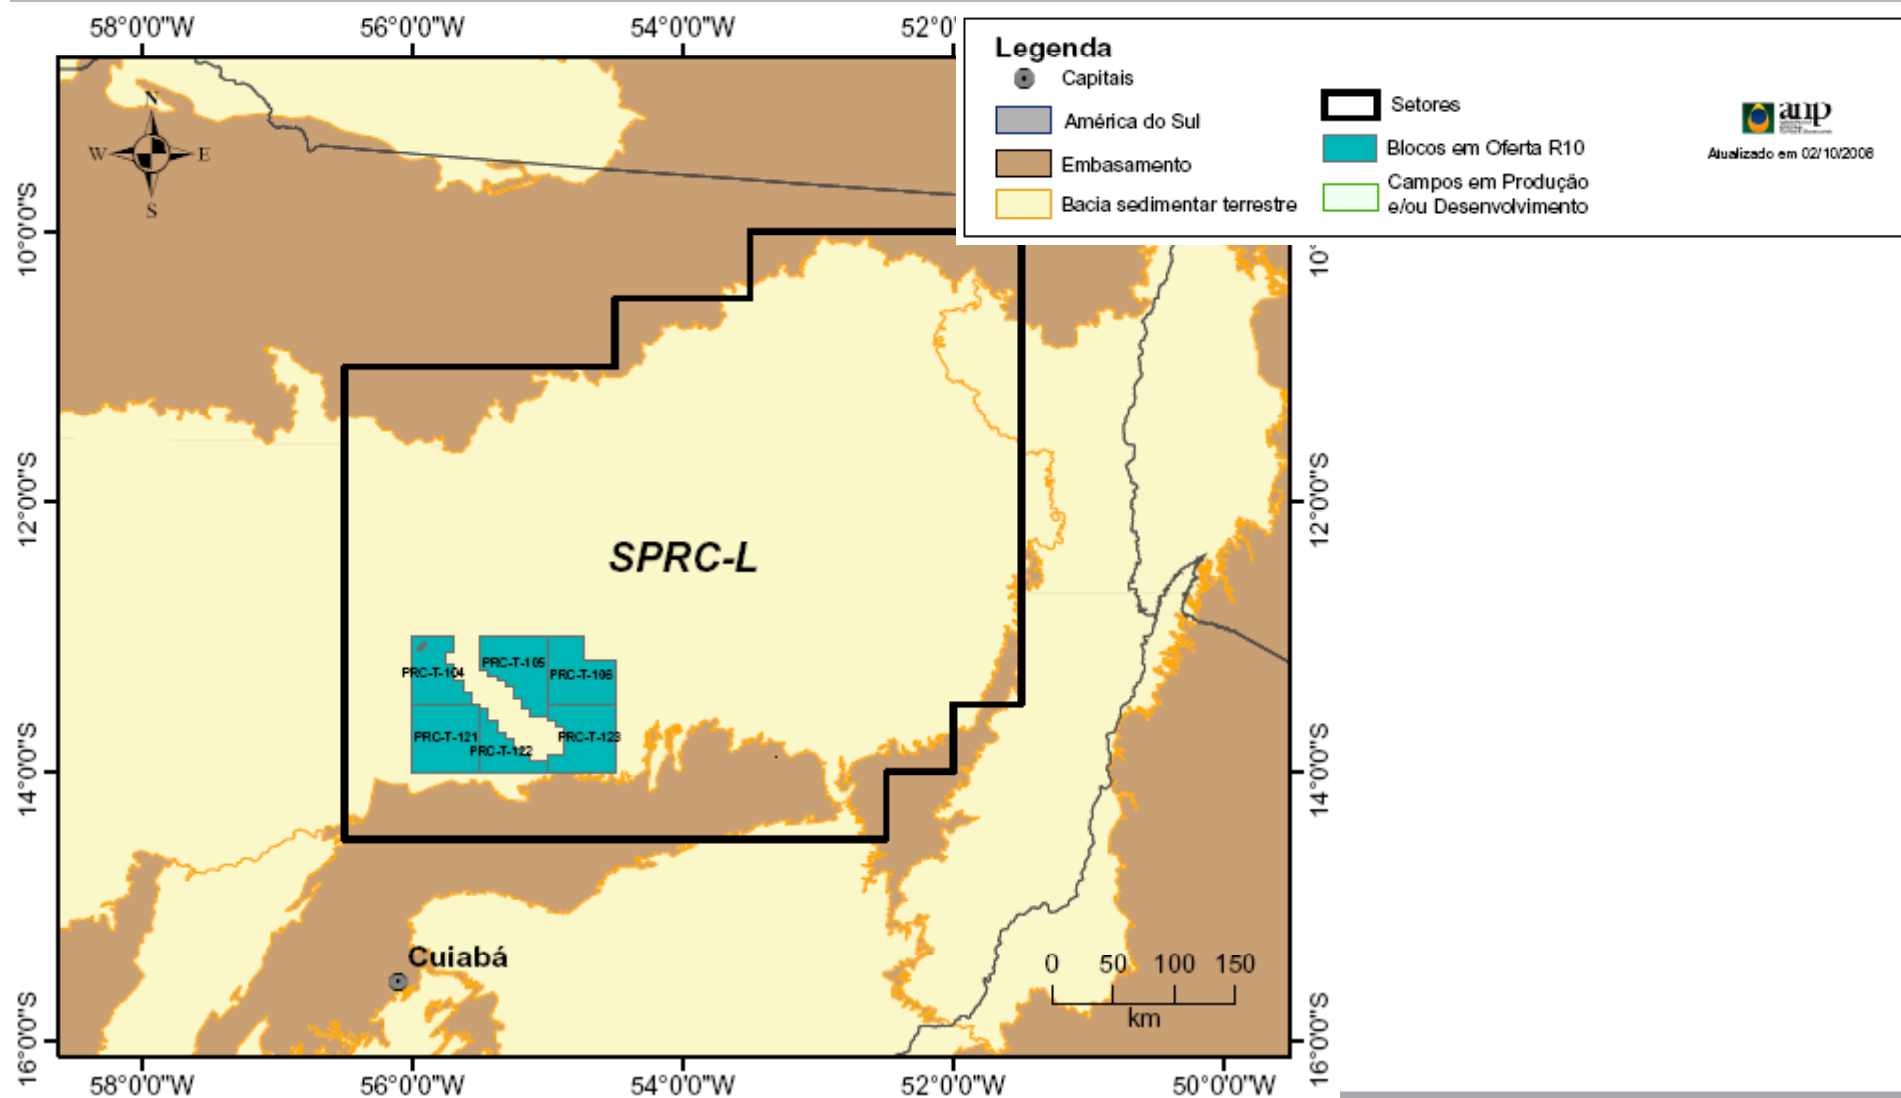 58°0'0"W 56°0'0"W 54°0'0"W 52°0'
Legenda
Capitais
América do Sul
Embasamento
Bacia sedimentar terrestre
Setores
Blocos em Oferta R10
Campos em Produção
e/ou Desenvolvimento
anp
Atualizado em 02/10/2008
N
W E
S
10°0'0"S
10°
12°0'0"S
12°0'0"S
SPRC-L
PRC-T-104
PRC-T-105
PRC-T-106
PRC-T-121
PRC-T-122
PRC-T-123
14°0'0"S
14°0'0"S
Cuiabá
0 50 100 150
km
16°0'0"S
16°0'0"S
58°0'0"W 56°0'0"W 54°0'0"W 52°0'0"W 50°0'0"W